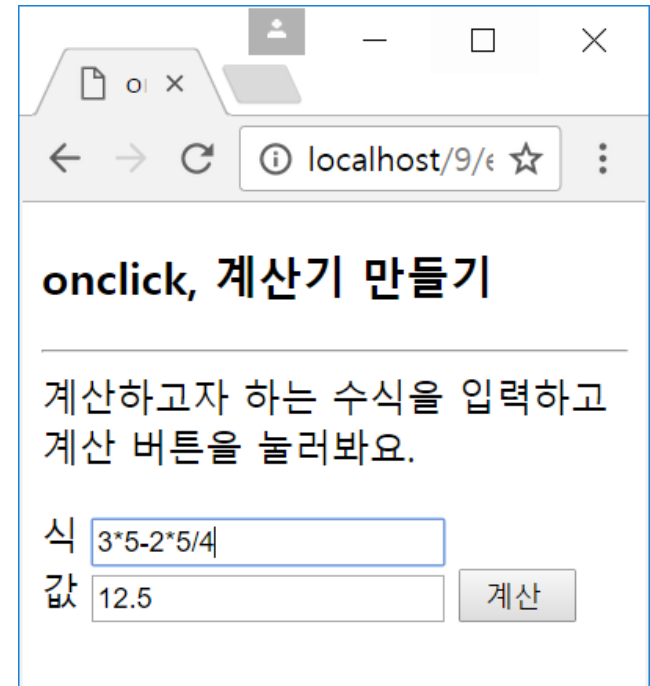 localhost/9/e
onclick, 계산기 만들기
계산하고자 하는 수식을 입력하고
계산 버튼을 눌러봐요.
식 3*5-2*5/4
값 12.5 계산